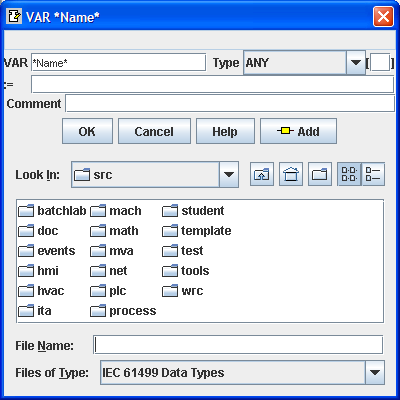 VAR *Name*
VAR *Name* Type ANY [ ]
:=
Comment
OK Cancel Help Add
Look In: src
batchlab mach student
doc math template
events mva test
hmi net tools
hvac plc wrc
ita process
File Name:
Files of Type: IEC 61499 Data Types